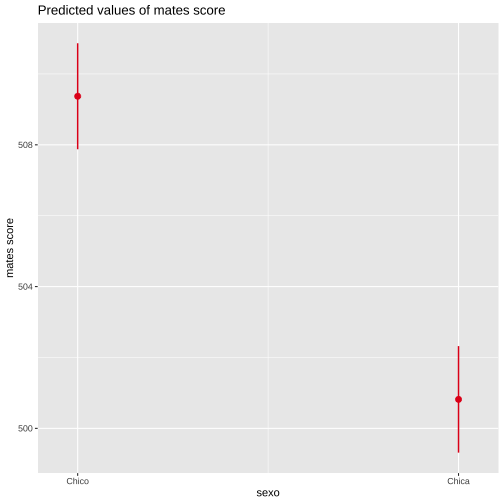 Predicted values of mates score
mates score
508
504
500
Chico
Chica
sexo